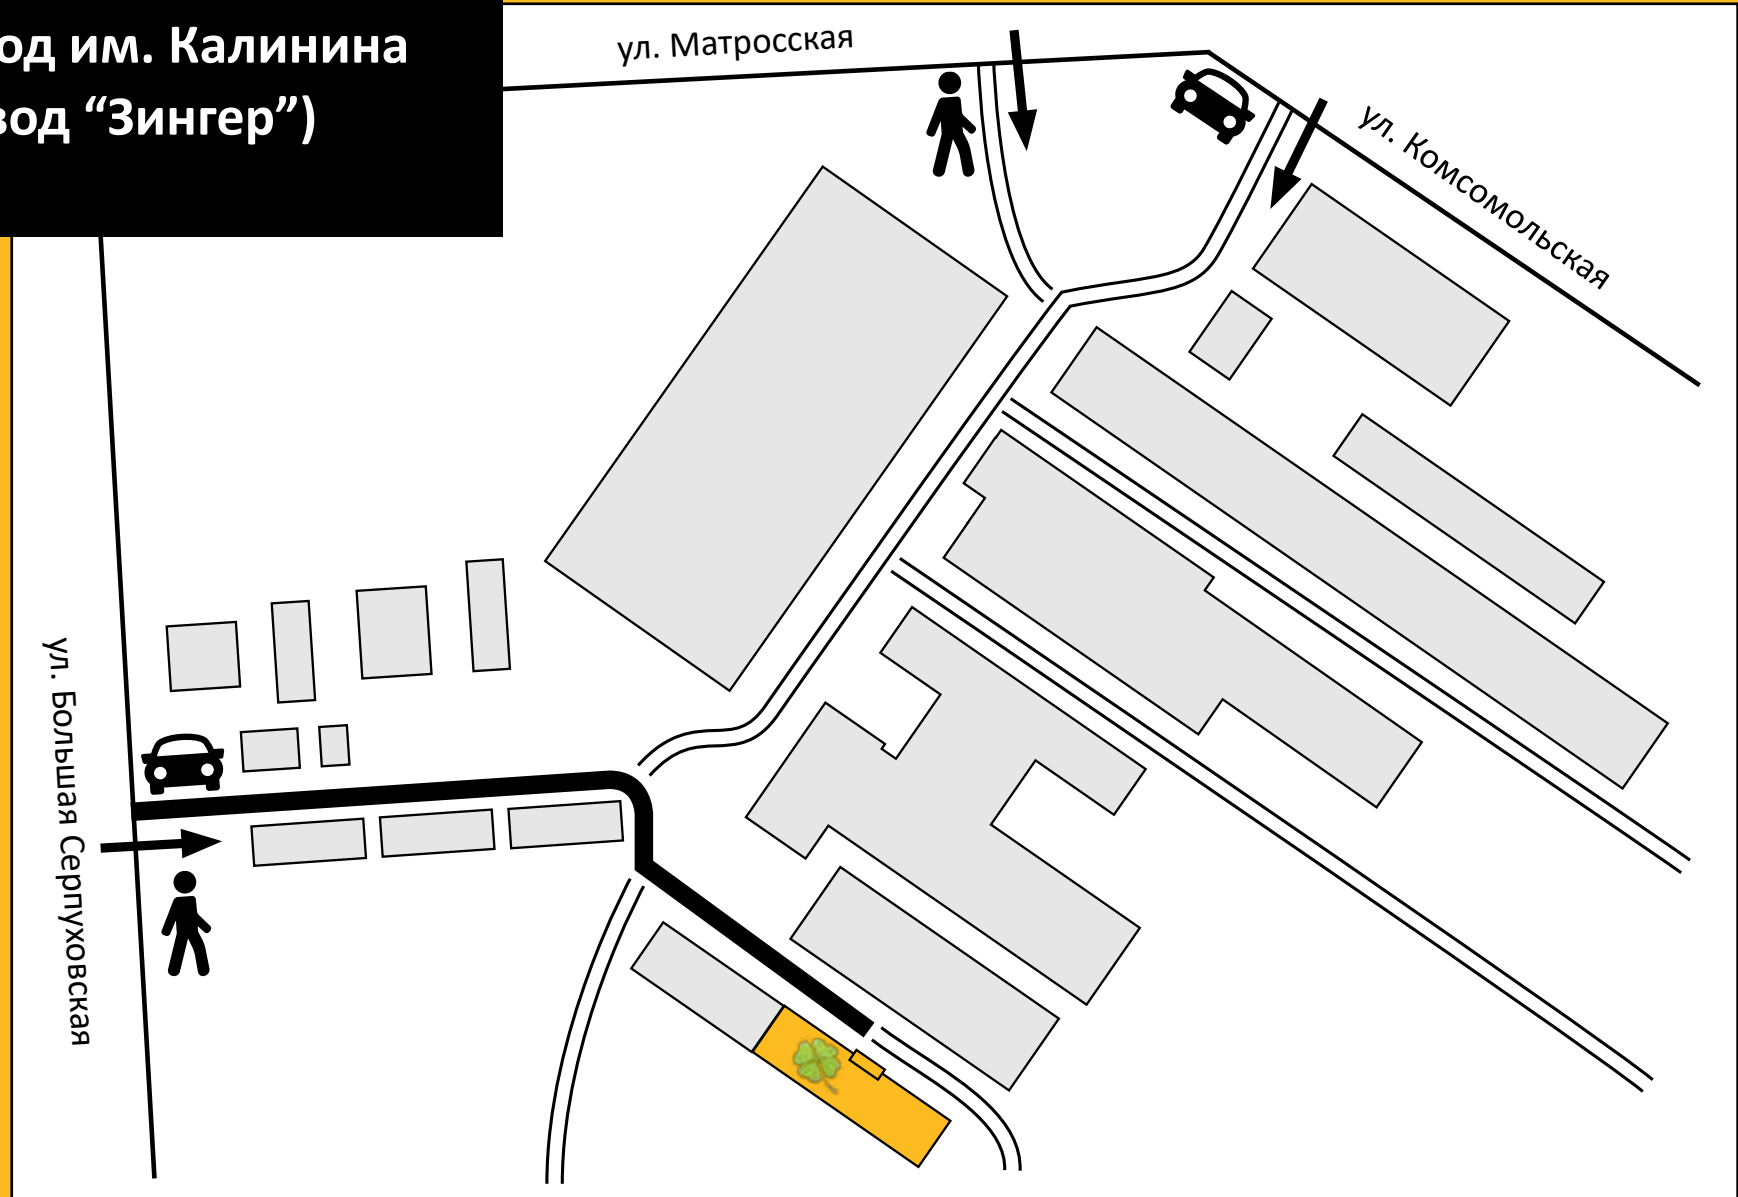 од им. Калинина
вод “Зингер”)
ул. Матросская
ул. Комсомольская
ул. Большая Серпуховская